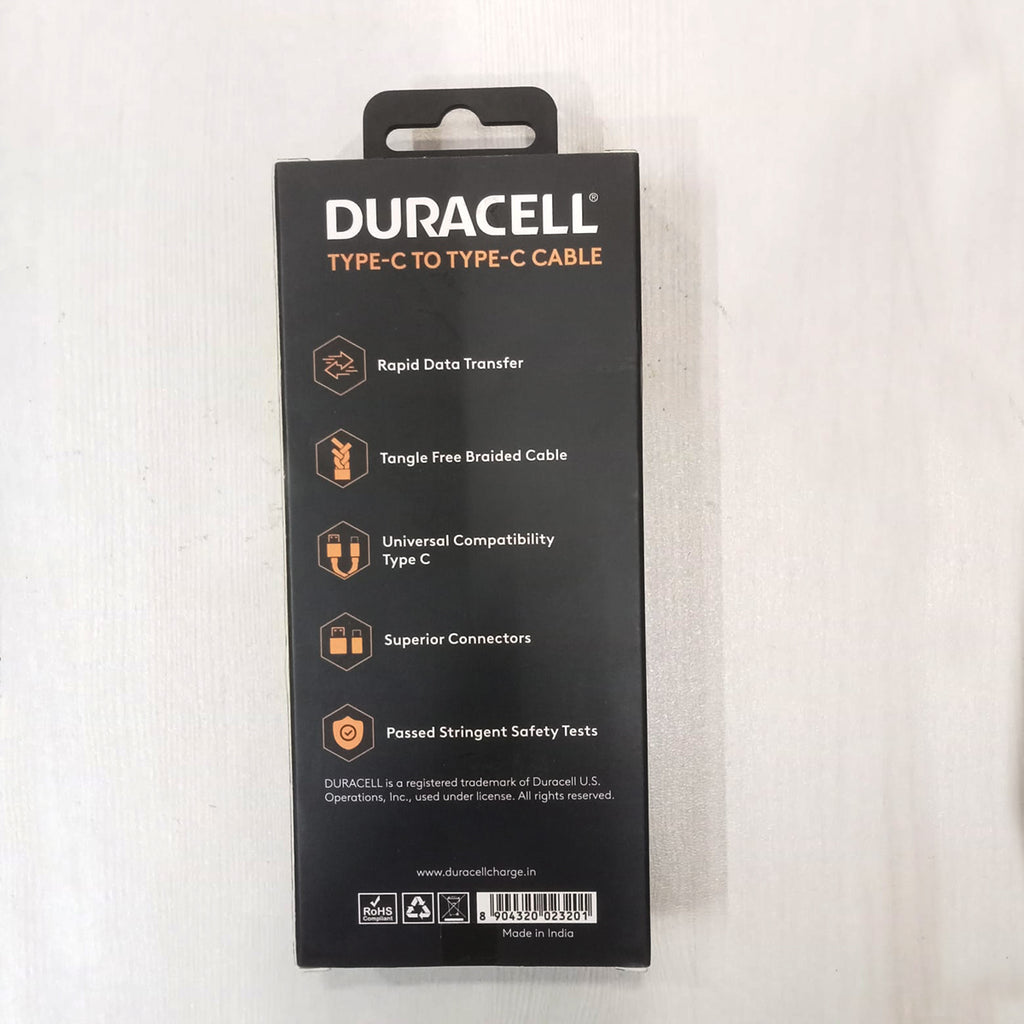 DURACELL®
TYPE-C TO TYPE-C CABLE
Rapid Data Transfer
Tangle Free Braided Cable
Universal Compatibility
Type C
Superior Connectors
Passed Stringent Safety Tests
DURACELL is a registered trademark of Duracell U.S.
Operations, Inc., used under license. All rights reserved.
www.duracellcharge.in
RoHS
Compliant
8 904320 023201
Made in India